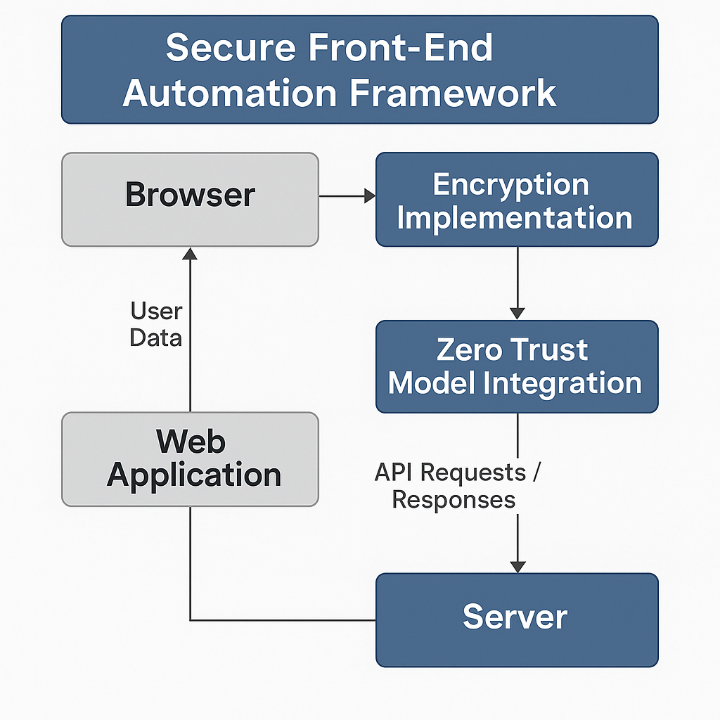 Secure Front-End
Automation Framework
Browser
Encryption
Implementation
User
Data
Zero Trust
Model Integration
Web
Application
API Requests /
Responses
Server